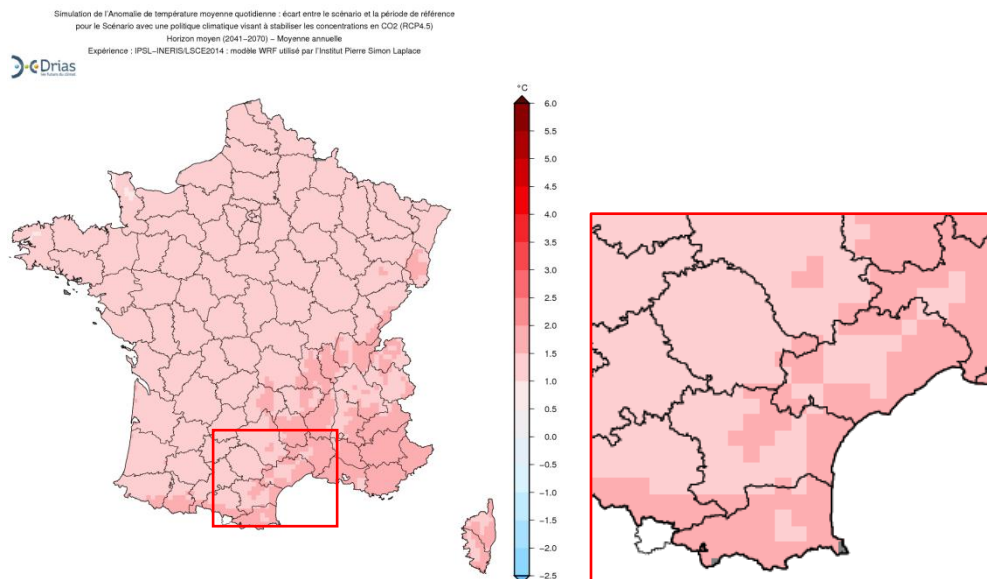 Simulation de l'Anomalie de température moyenne quotidienne : écart entre le scénario et la période de référence
pour le Scénario avec une politique climatique visant à stabiliser les concentrations en CO2 (RCP4.5)
Horizon moyen (2041-2070) - Moyenne annuelle
Expérience : IPSL-INERIS/LSCE2014 : modèle WRF utilisé par l'Institut Pierre Simon Laplace
Drias
les futurs du climat
°C
6.0
5.5
5.0
4.5
4.0
3.5
3.0
2.5
2.0
1.5
1.0
0.5
0.0
-0.5
-1.0
-1.5
-2.0
-2.5